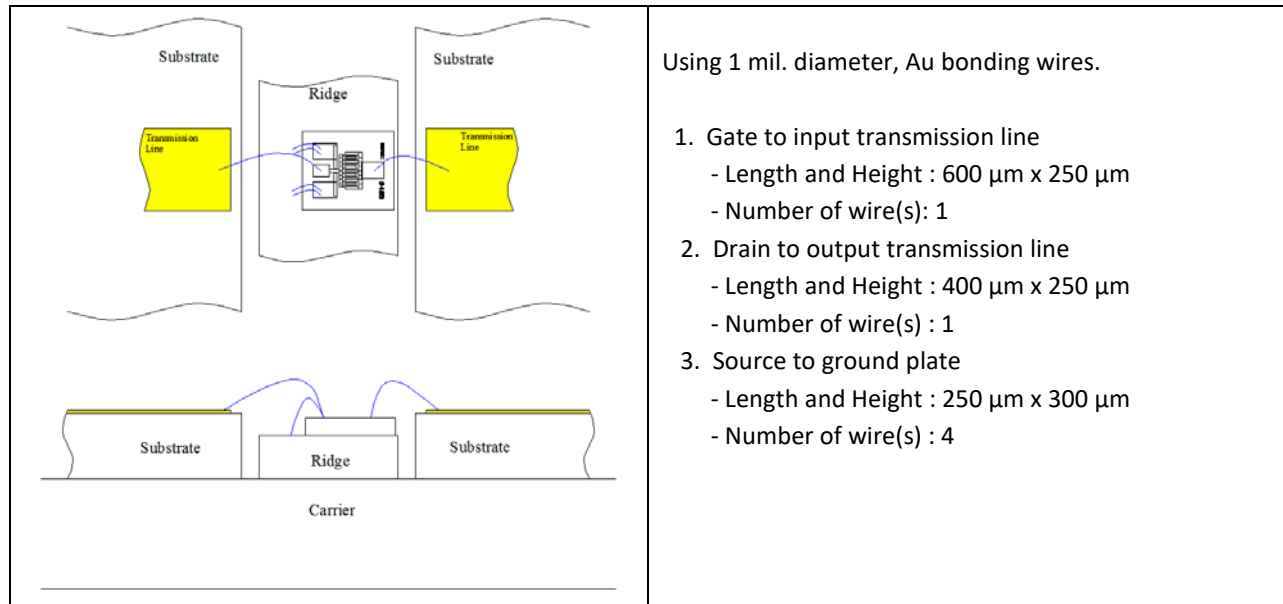 Substrate
Substrate
Ridge
Transmission
Line
Transmission
Line
Substrate
Ridge
Substrate
Carrier
Using 1 mil. diameter, Au bonding wires.
1. Gate to input transmission line
- Length and Height : 600 µm x 250 µm
- Number of wire(s): 1
2. Drain to output transmission line
- Length and Height : 400 µm x 250 µm
- Number of wire(s) : 1
3. Source to ground plate
- Length and Height : 250 µm x 300 µm
- Number of wire(s) : 4